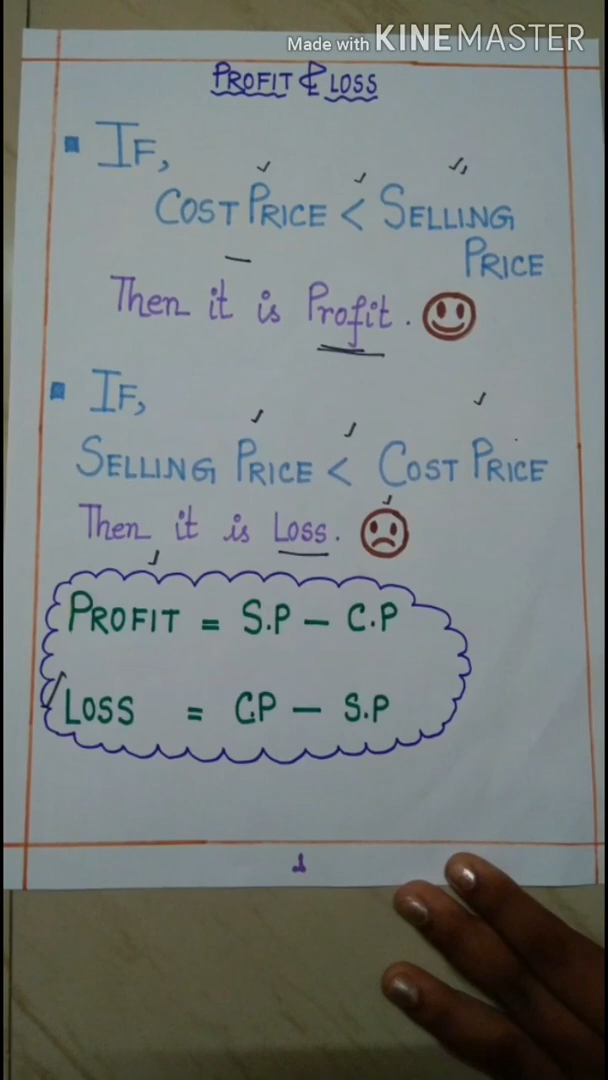 Made with KINEMASTER
PROFIT & LOSS
IF,
COST PRICE < SELLING
PRICE
Then it is Profit.
IF,
SELLING PRICE < COST PRICE
Then it is Loss.
PROFIT = S.P – C.P
LOSS = C.P – S.P
1